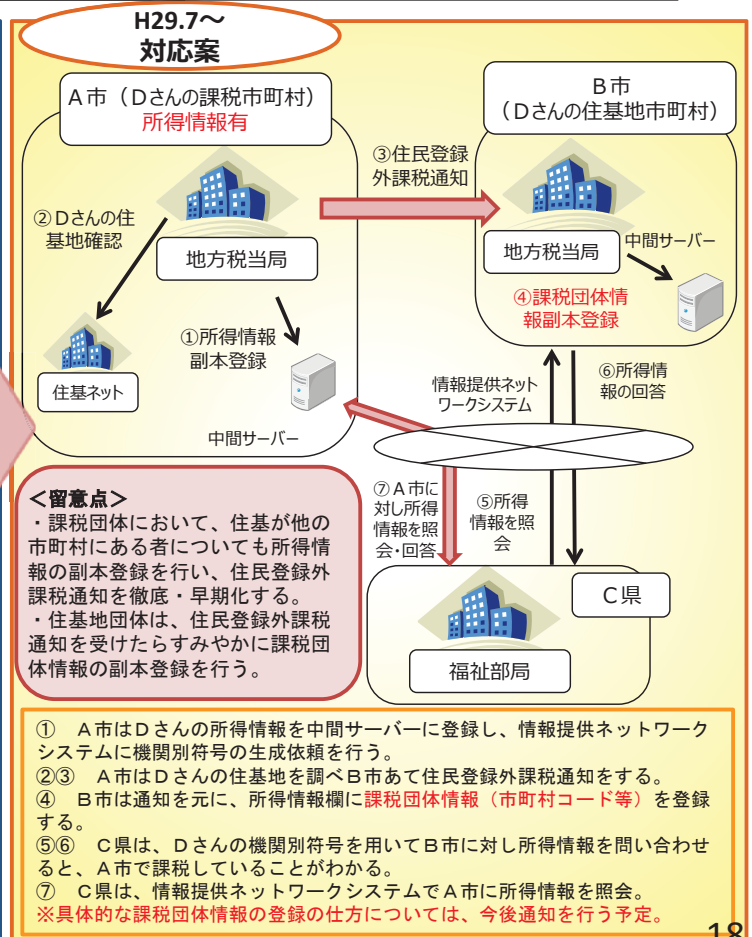 H29.7～
対応案
A市（Dさんの課税市町村）
所得情報有
B市
（Dさんの住基地市町村）
③住民登録
外課税通知
②Dさんの住
基地確認
地方税当局
地方税当局
中間サーバー
④課税団体情
報副本登録
①所得情報
副本登録
住基ネット
中間サーバー
情報提供ネット
ワークシステム
⑥所得情
報の回答
＜留意点＞
・課税団体において、住基が他の
市町村にある者についても所得情
報の副本登録を行い、住民登録外
課税通知を徹底・早期化する。
・住基地団体は、住民登録外課税
通知を受けたらすみやかに課税団
体情報の副本登録を行う。
⑦A市に
対し所得
情報を照
会・回答
⑤所得
情報を照
会
C県
福祉部局
①　A市はDさんの所得情報を中間サーバーに登録し、情報提供ネットワーク
システムに機関別符号の生成依頼を行う。
②③　A市はDさんの住基地を調べB市あて住民登録外課税通知をする。
④　B市は通知を元に、所得情報欄に課税団体情報（市町村コード等）を登録
する。
⑤⑥　C県は、Dさんの機関別符号を用いてB市に対し所得情報を問い合わせ
ると、A市で課税していることがわかる。
⑦　C県は、情報提供ネットワークシステムでA市に所得情報を照会。
※具体的な課税団体情報の登録の仕方については、今後通知を行う予定。
18